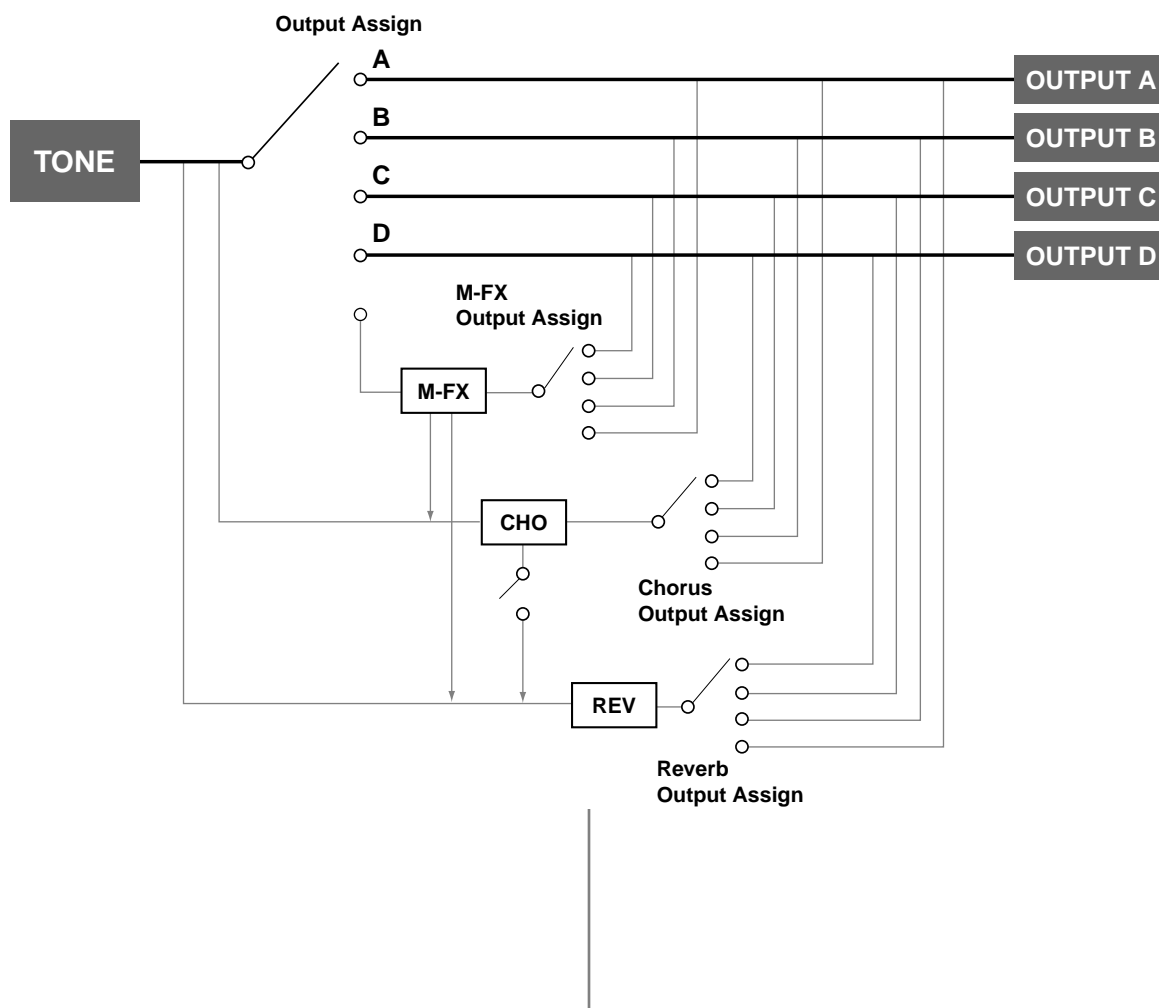 Output Assign
A
OUTPUT A
B
OUTPUT B
TONE
C
OUTPUT C
D
OUTPUT D
M-FX
Output Assign
M-FX
CHO
Chorus
Output Assign
REV
Reverb
Output Assign